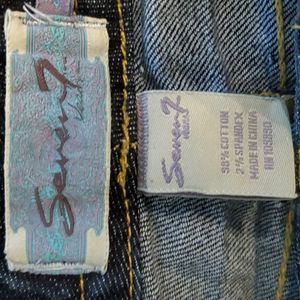 Seven7
Seven7
98% COTTON
2% SPANDEX
MADE IN CHINA